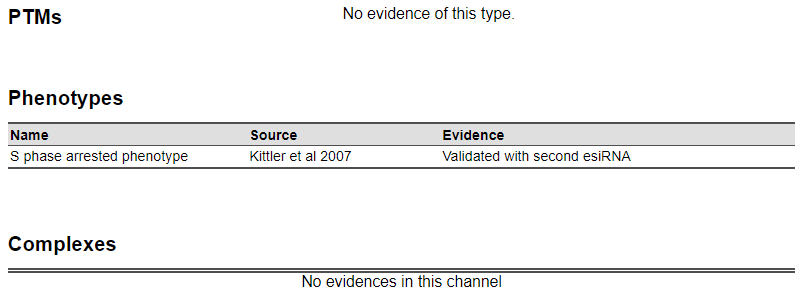 PTMs
No evidence of this type.
Phenotypes
Name Source Evidence
S phase arrested phenotype Kittler et al 2007 Validated with second esiRNA
Complexes
No evidences in this channel